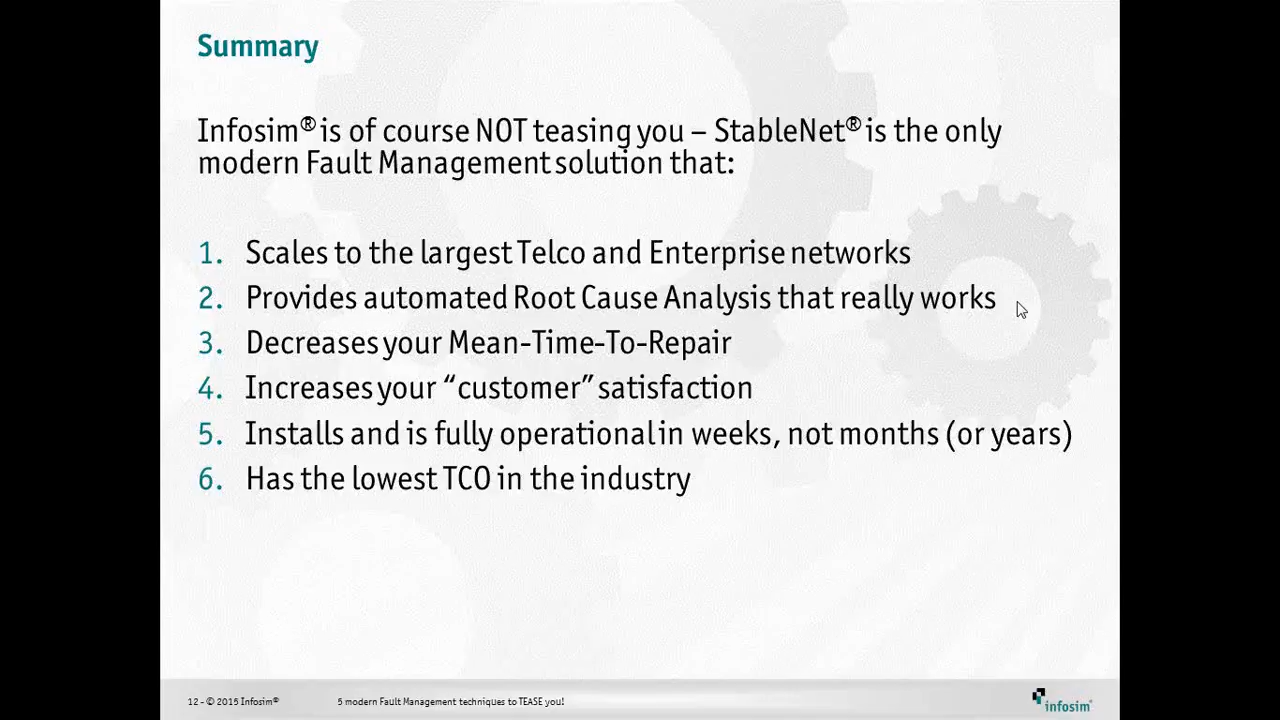 Summary
Infosim® is of course NOT teasing you – StableNet® is the only
modern Fault Management solution that:
1. Scales to the largest Telco and Enterprise networks
2. Provides automated Root Cause Analysis that really works
3. Decreases your Mean-Time-To-Repair
4. Increases your “customer” satisfaction
5. Installs and is fully operational in weeks, not months (or years)
6. Has the lowest TCO in the industry
12 - © 2015 Infosim® 5 modern Fault Management techniques to TEASE you!
infosim®